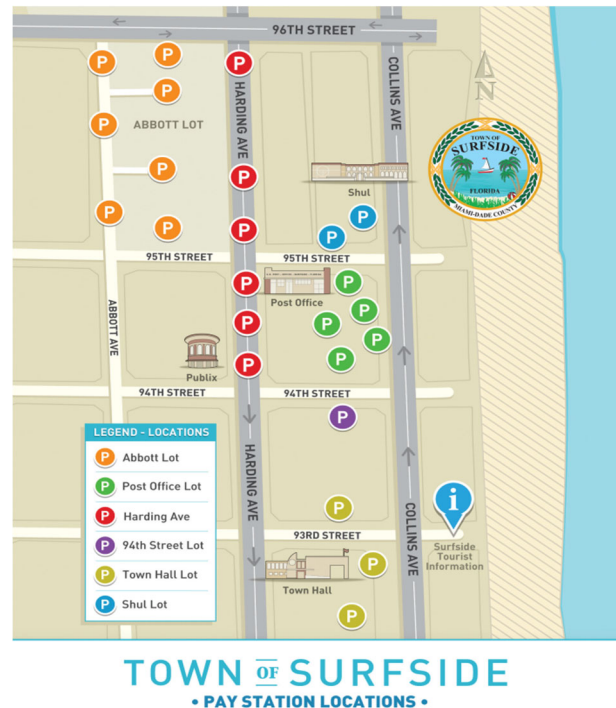 96TH STREET
P
P
P
P
P
ABBOTT LOT
P
HARDING AVE
COLLINS AVE
N
TOWN OF
SURFSIDE
FLORIDA
MIAMI-DADE COUNTY
P
P
Shul
P
P
P
P
P
95TH STREET
95TH STREET
P
P
Post Office
P
ABBOTT AVE
P
P
P
P
P
P
Publix
94TH STREET
94TH STREET
P
LEGEND - LOCATIONS
P Abbott Lot
P Post Office Lot
P Harding Ave
P 94th Street Lot
P Town Hall Lot
P Shul Lot
HARDING AVE
P
93RD STREET
COLLINS AVE
i
Surfside
Tourist
Information
P
Town Hall
P
TOWN OF SURFSIDE
• PAY STATION LOCATIONS •